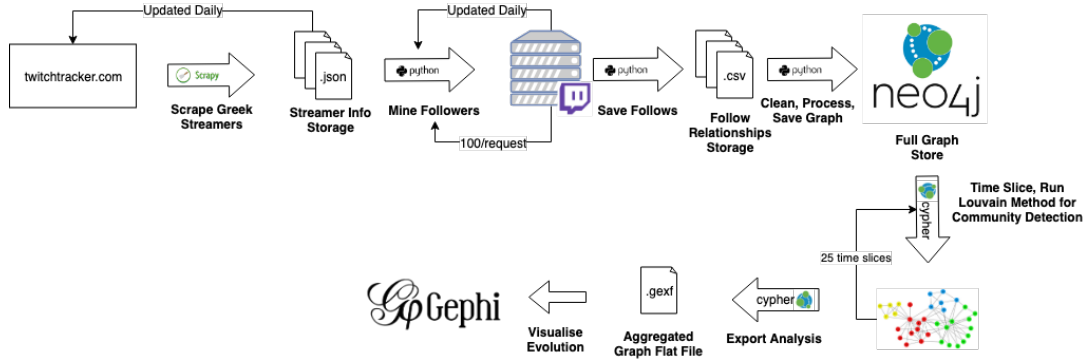 Updated Daily
Updated Daily
twitchtracker.com
Scrapy
.json
python
python
.csv
python
neo4j
Scrape Greek
Streamers
Streamer Info
Storage
Mine Followers
100/request
Save Follows
Follow
Relationships
Storage
Clean, Process,
Save Graph
Full Graph
Store
cypher
Time Slice, Run
Louvain Method for
Community Detection
25 time slices
Gephi
.gexf
cypher
Visualise
Evolution
Aggregated
Graph Flat File
Export Analysis